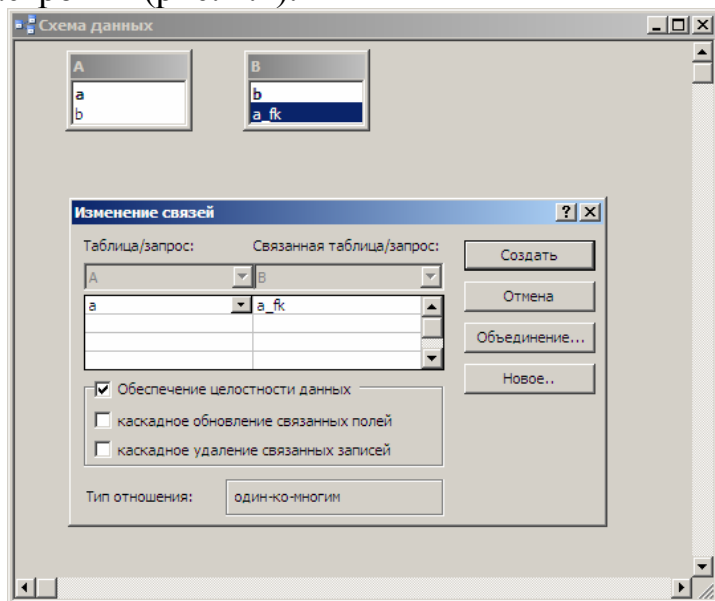 Схема данных
A
a
b
B
b
a_fk
Изменение связей
Таблица/запрос: Связанная таблица/запрос:
A B
a a_fk
Создать
Отмена
Объединение...
Новое..
Обеспечение целостности данных
каскадное обновление связанных полей
каскадное удаление связанных записей
Тип отношения: один-ко-многим